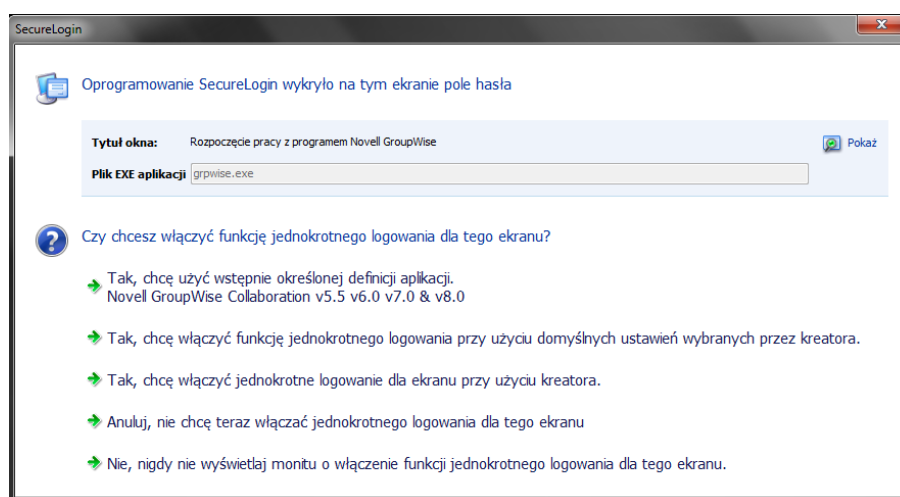 SecureLogin
Oprogramowanie SecureLogin wykryło na tym ekranie pole hasła
Tytuł okna: Rozpoczęcie pracy z programem Novell GroupWise Pokaż
Plik EXE aplikacji grpwise.exe
Czy chcesz włączyć funkcję jednokrotnego logowania dla tego ekranu?
Tak, chcę użyć wstępnie określonej definicji aplikacji.
Novell GroupWise Collaboration v5.5 v6.0 v7.0 & v8.0
Tak, chcę włączyć funkcję jednokrotnego logowania przy użyciu domyślnych ustawień wybranych przez kreatora.
Tak, chcę włączyć jednokrotne logowanie dla ekranu przy użyciu kreatora.
Anuluj, nie chcę teraz włączać jednokrotnego logowania dla tego ekranu
Nie, nigdy nie wyświetlaj monitu o włączenie funkcji jednokrotnego logowania dla tego ekranu.